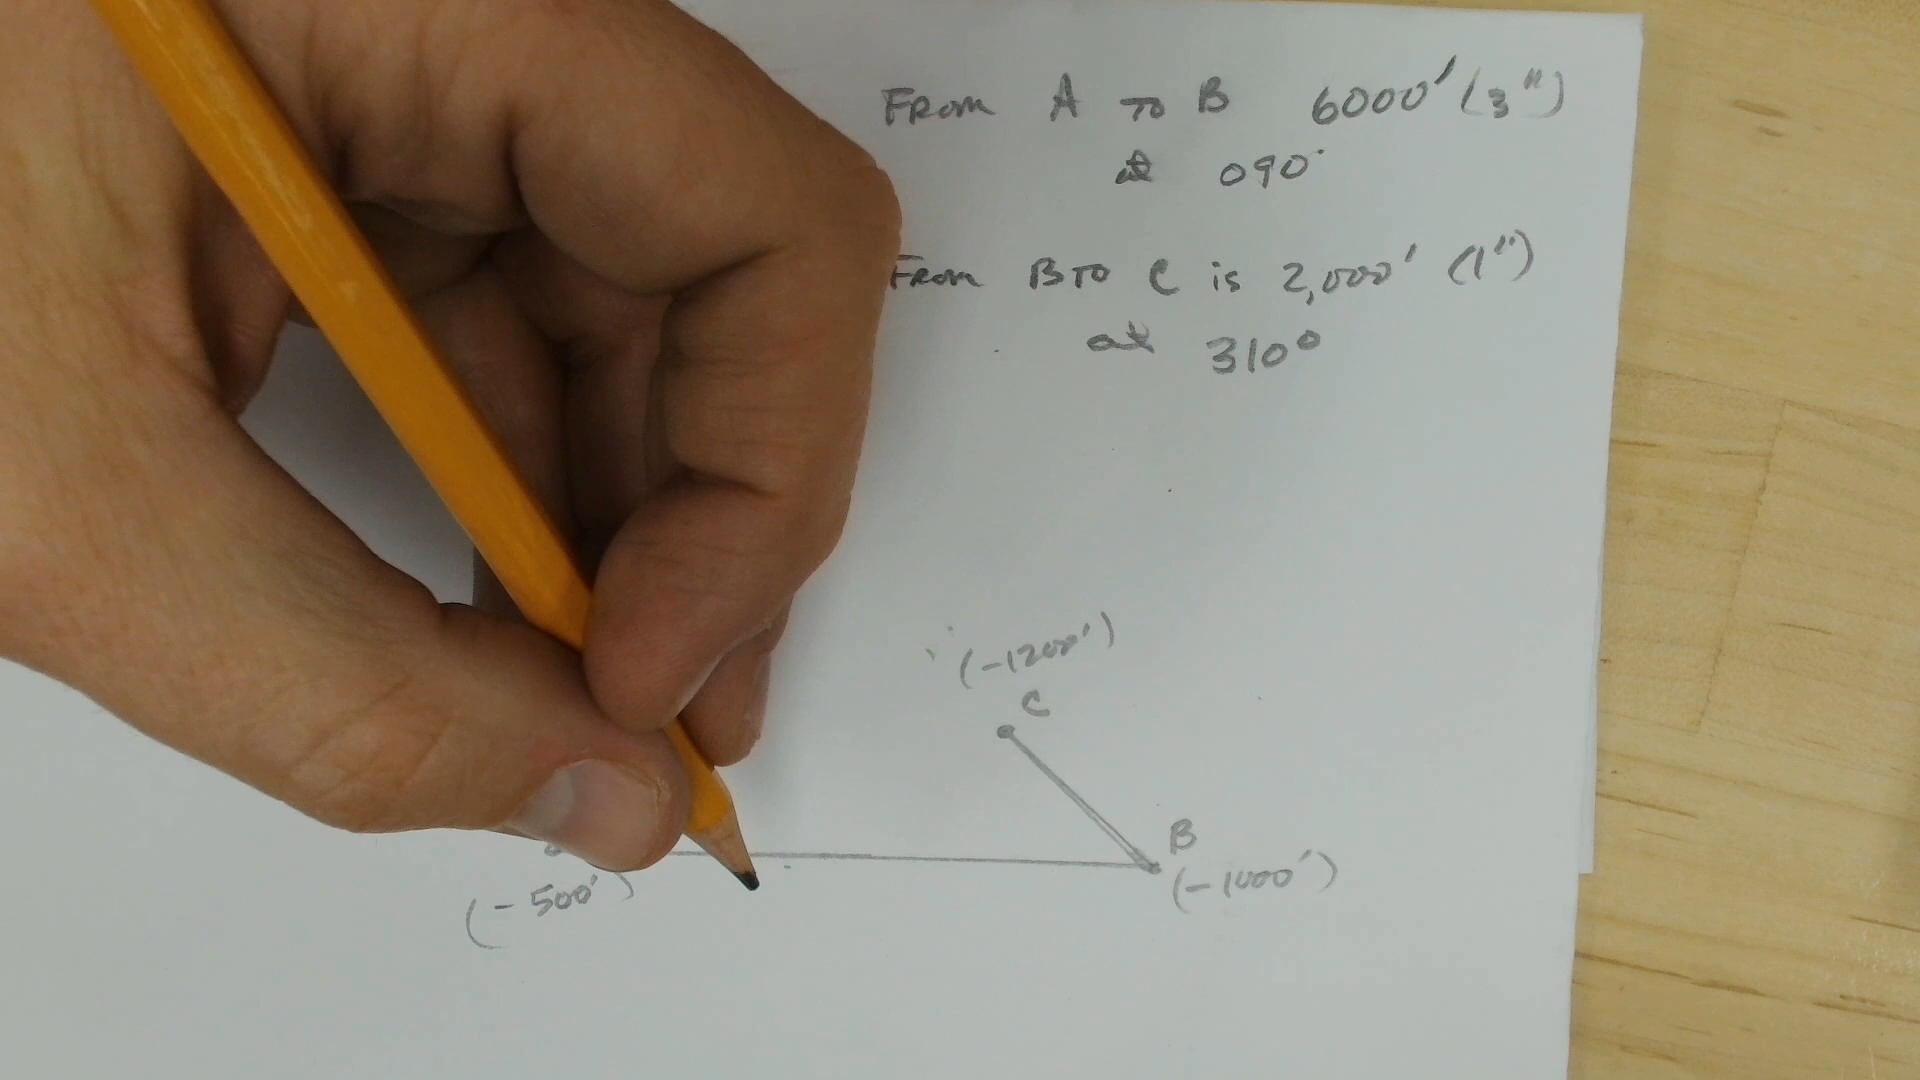 From A to B 6000' (3")
at 090°
From B to C is 2,000' (1")
at 310°
(-1200')
C
B
(-1000')
(-500')